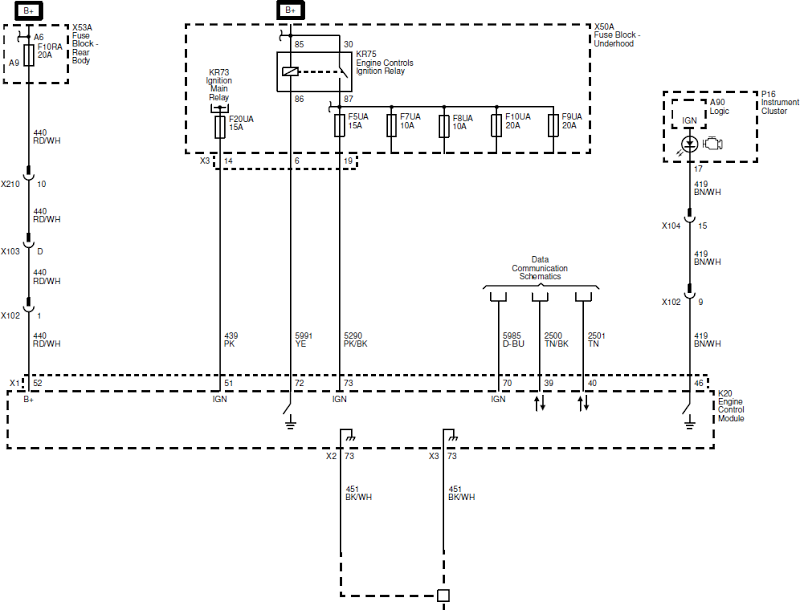 B+
B+
X53A
Fuse
Block -
Rear
Body
A6
F10RA
20A
A9
X50A
Fuse Block -
Underhood
85
30
KR75
Engine Controls
Ignition Relay
86
87
KR73
Ignition
Main
Relay
F20UA
15A
F5UA
15A
F7UA
10A
F8UA
10A
F10UA
20A
F9UA
20A
X3
14
6
19
P16
Instrument
Cluster
A90
Logic
IGN
17
419
BN/WH
X104
15
419
BN/WH
X102
9
419
BN/WH
440
RD/WH
X210
10
440
RD/WH
X103
D
440
RD/WH
X102
1
440
RD/WH
Data
Communication
Schematics
439
PK
5991
YE
5290
PK/BK
5985
D-BU
2500
TN/BK
2501
TN
X1
52
51
72
73
70
39
40
46
B+
IGN
IGN
IGN
K20
Engine
Control
Module
X2
73
X3
73
451
BK/WH
451
BK/WH